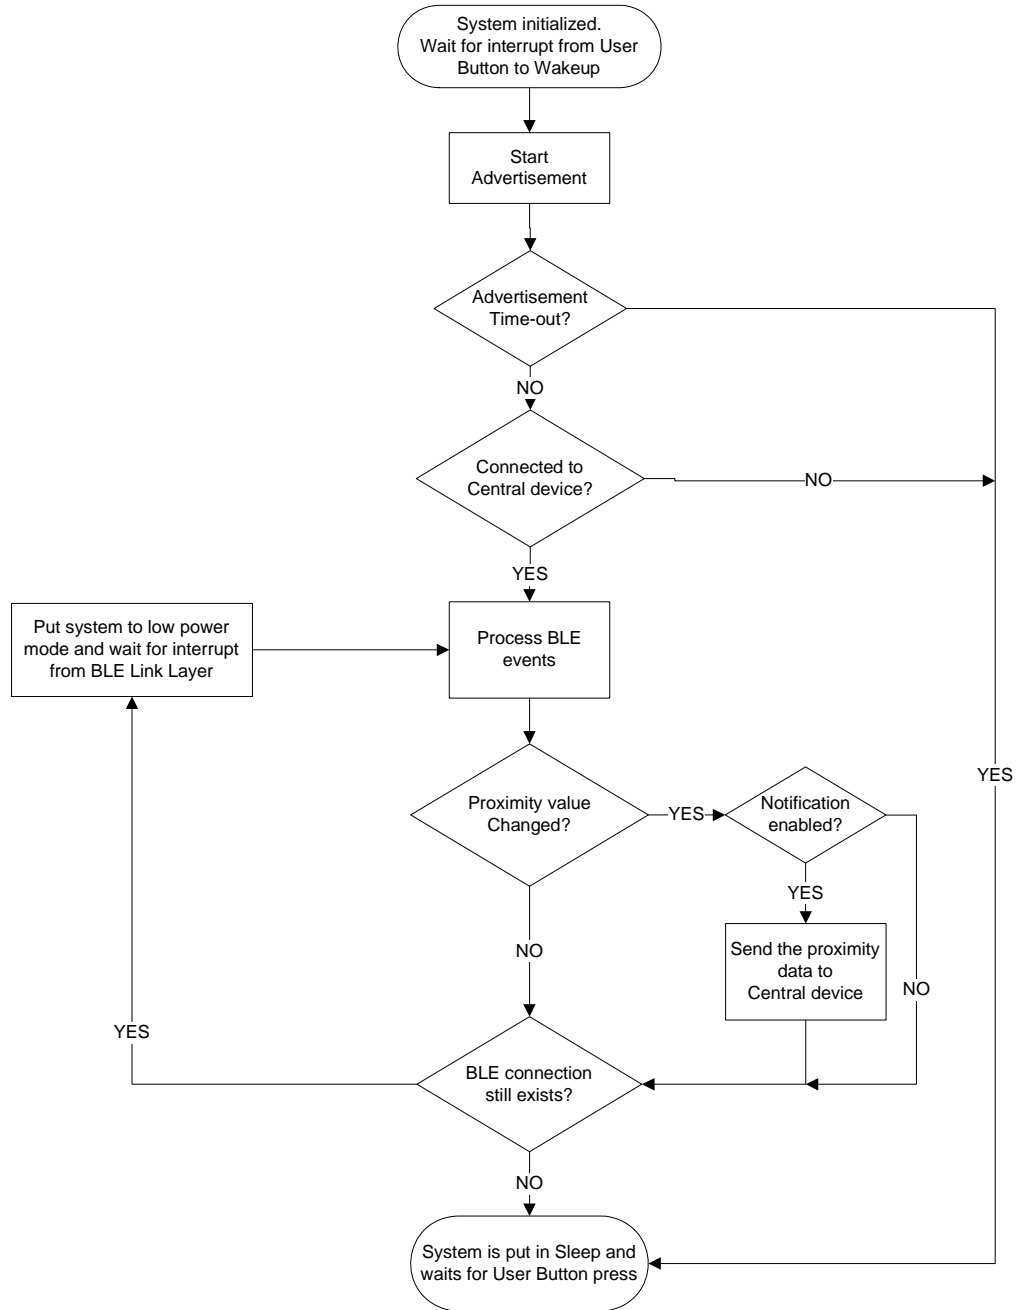 System initialized.
Wait for interrupt from User
Button to Wakeup
Start
Advertisement
Advertisement
Time-out?
NO
Connected to
Central device?
NO
YES
Put system to low power
mode and wait for interrupt
from BLE Link Layer
Process BLE
events
YES
Proximity value
Changed?
YES
Notification
enabled?
YES
NO
Send the proximity
data to
Central device
NO
YES
BLE connection
still exists?
NO
System is put in Sleep and
waits for User Button press